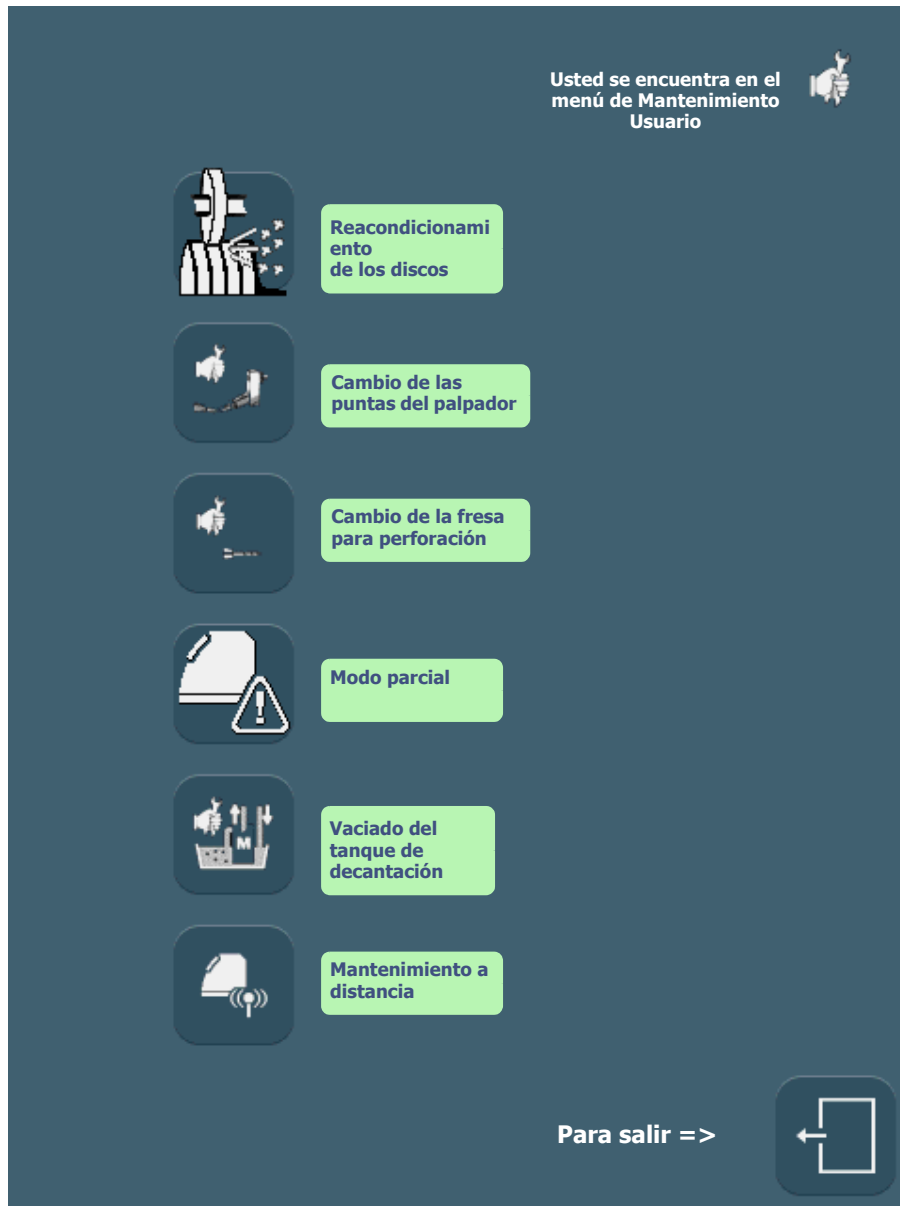 Usted se encuentra en el
menú de Mantenimiento
Usuario
Reacondicionami
ento
de los discos
Cambio de las
puntas del palpador
Cambio de la fresa
para perforación
Modo parcial
M
Vaciado del
tanque de
decantación
Mantenimiento a
distancia
Para salir =>